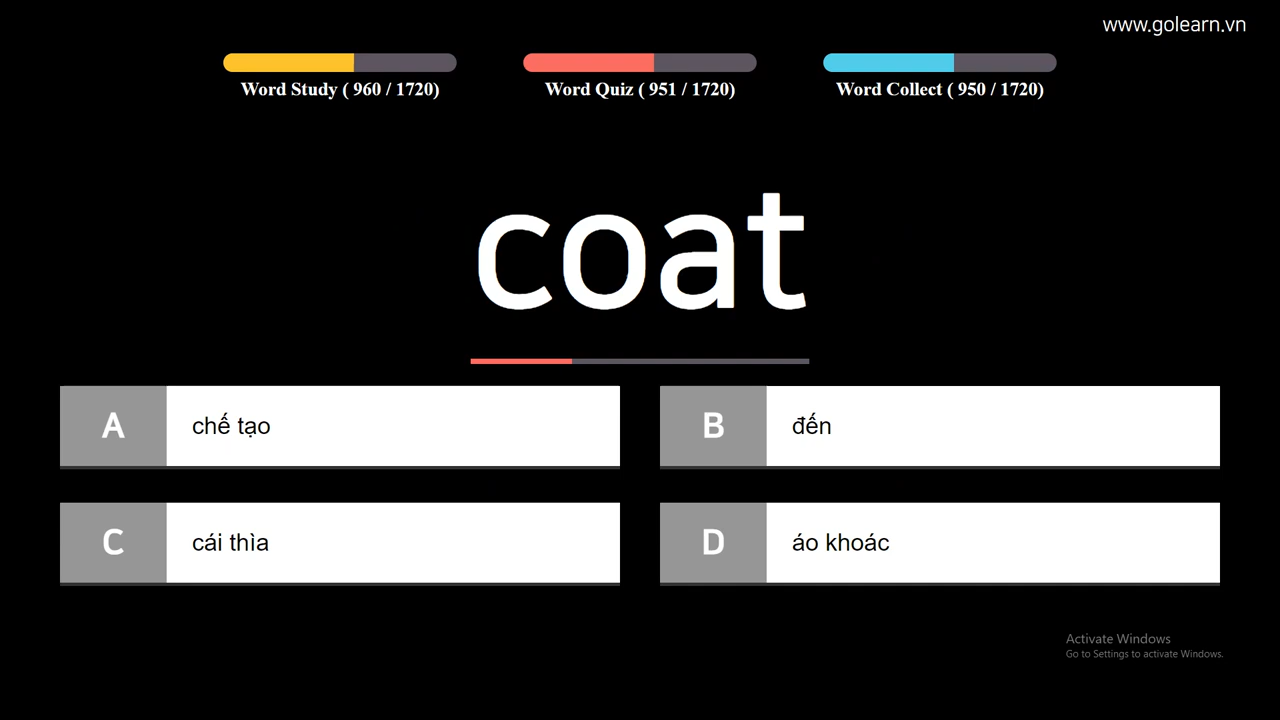 www.golearn.vn
Word Study ( 960 / 1720)
Word Quiz ( 951 / 1720)
Word Collect ( 950 / 1720)
coat
A chế tạo
B đến
C cái thìa
D áo khoác
Activate Windows
Go to Settings to activate Windows.